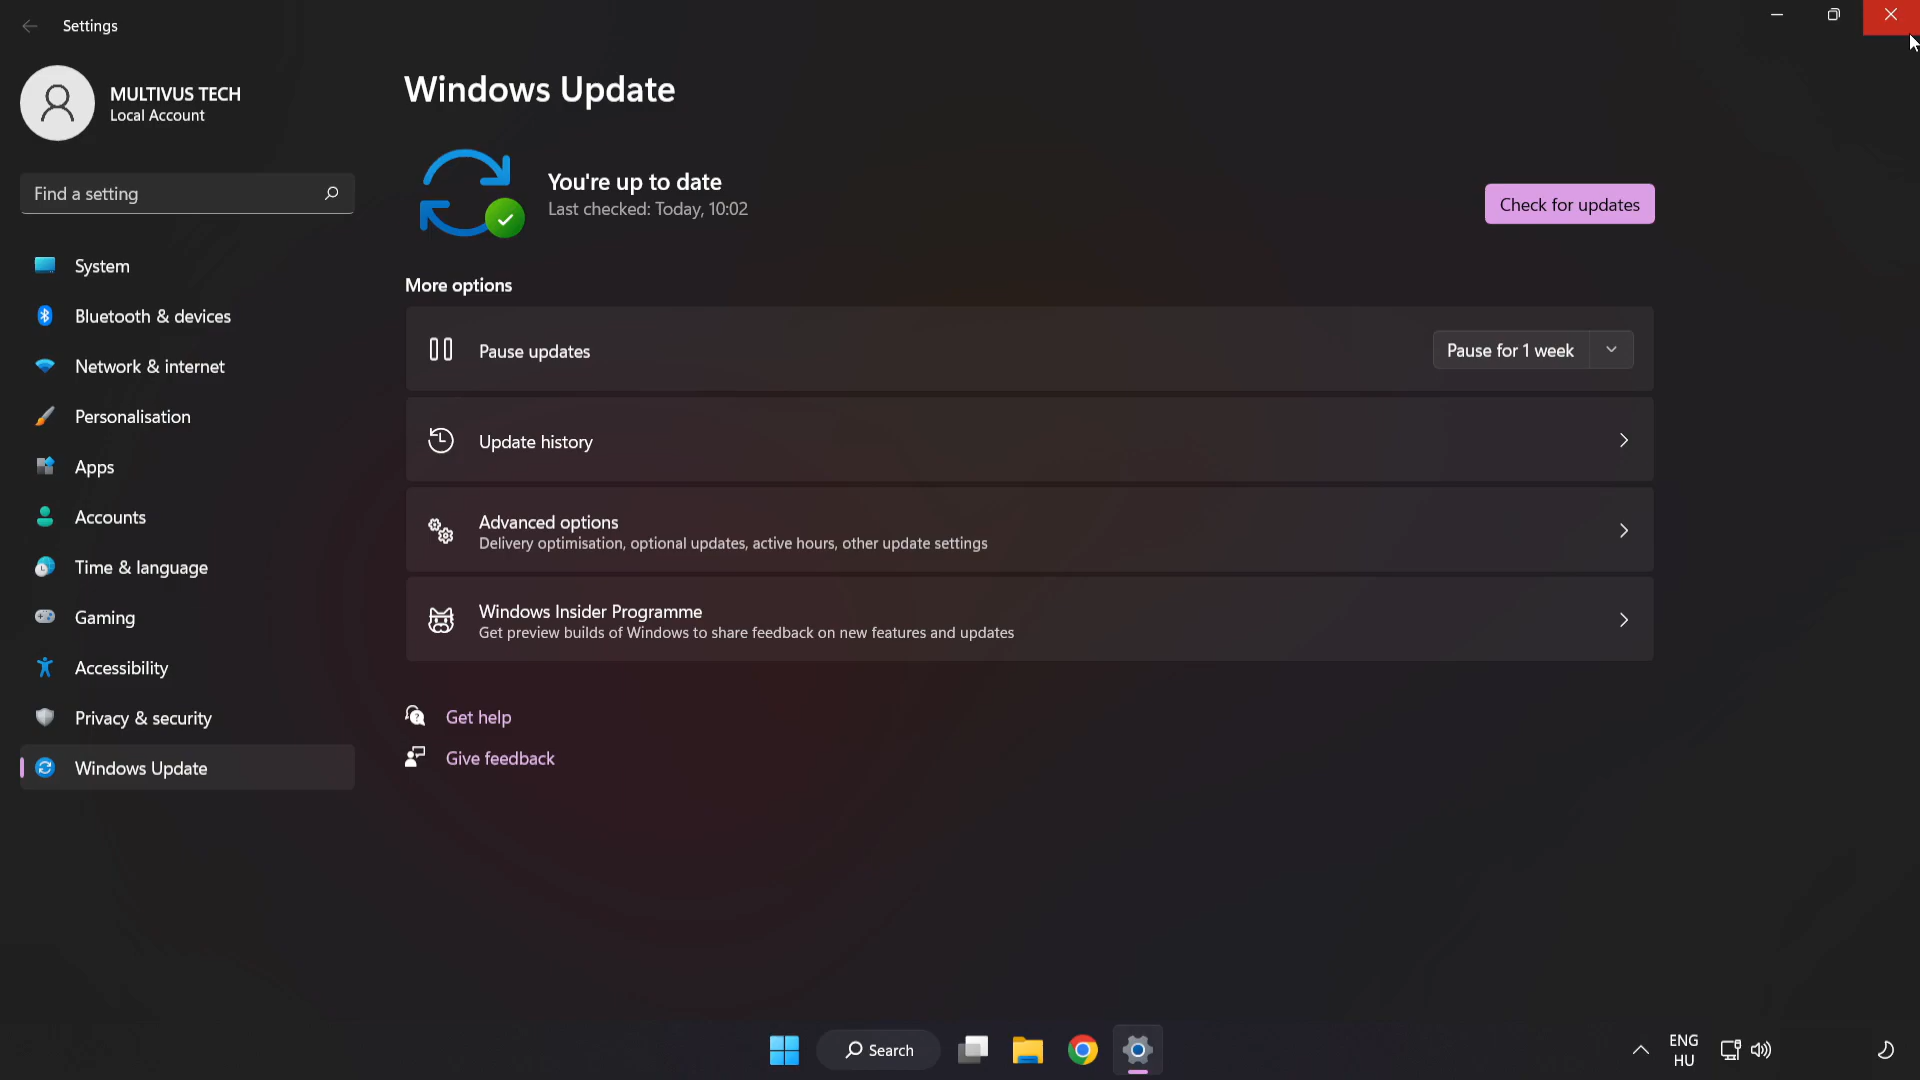 Settings
MULTIVUS TECH
Local Account
Find a setting
System
Bluetooth & devices
Network & internet
Personalisation
Apps
Accounts
Time & language
Gaming
Accessibility
Privacy & security
Windows Update
Windows Update
You're up to date
Last checked: Today, 10:02
Check for updates
More options
Pause updates
Pause for 1 week
Update history
Advanced options
Delivery optimisation, optional updates, active hours, other update settings
Windows Insider Programme
Get preview builds of Windows to share feedback on new features and updates
Get help
Give feedback
Search
ENG
HU